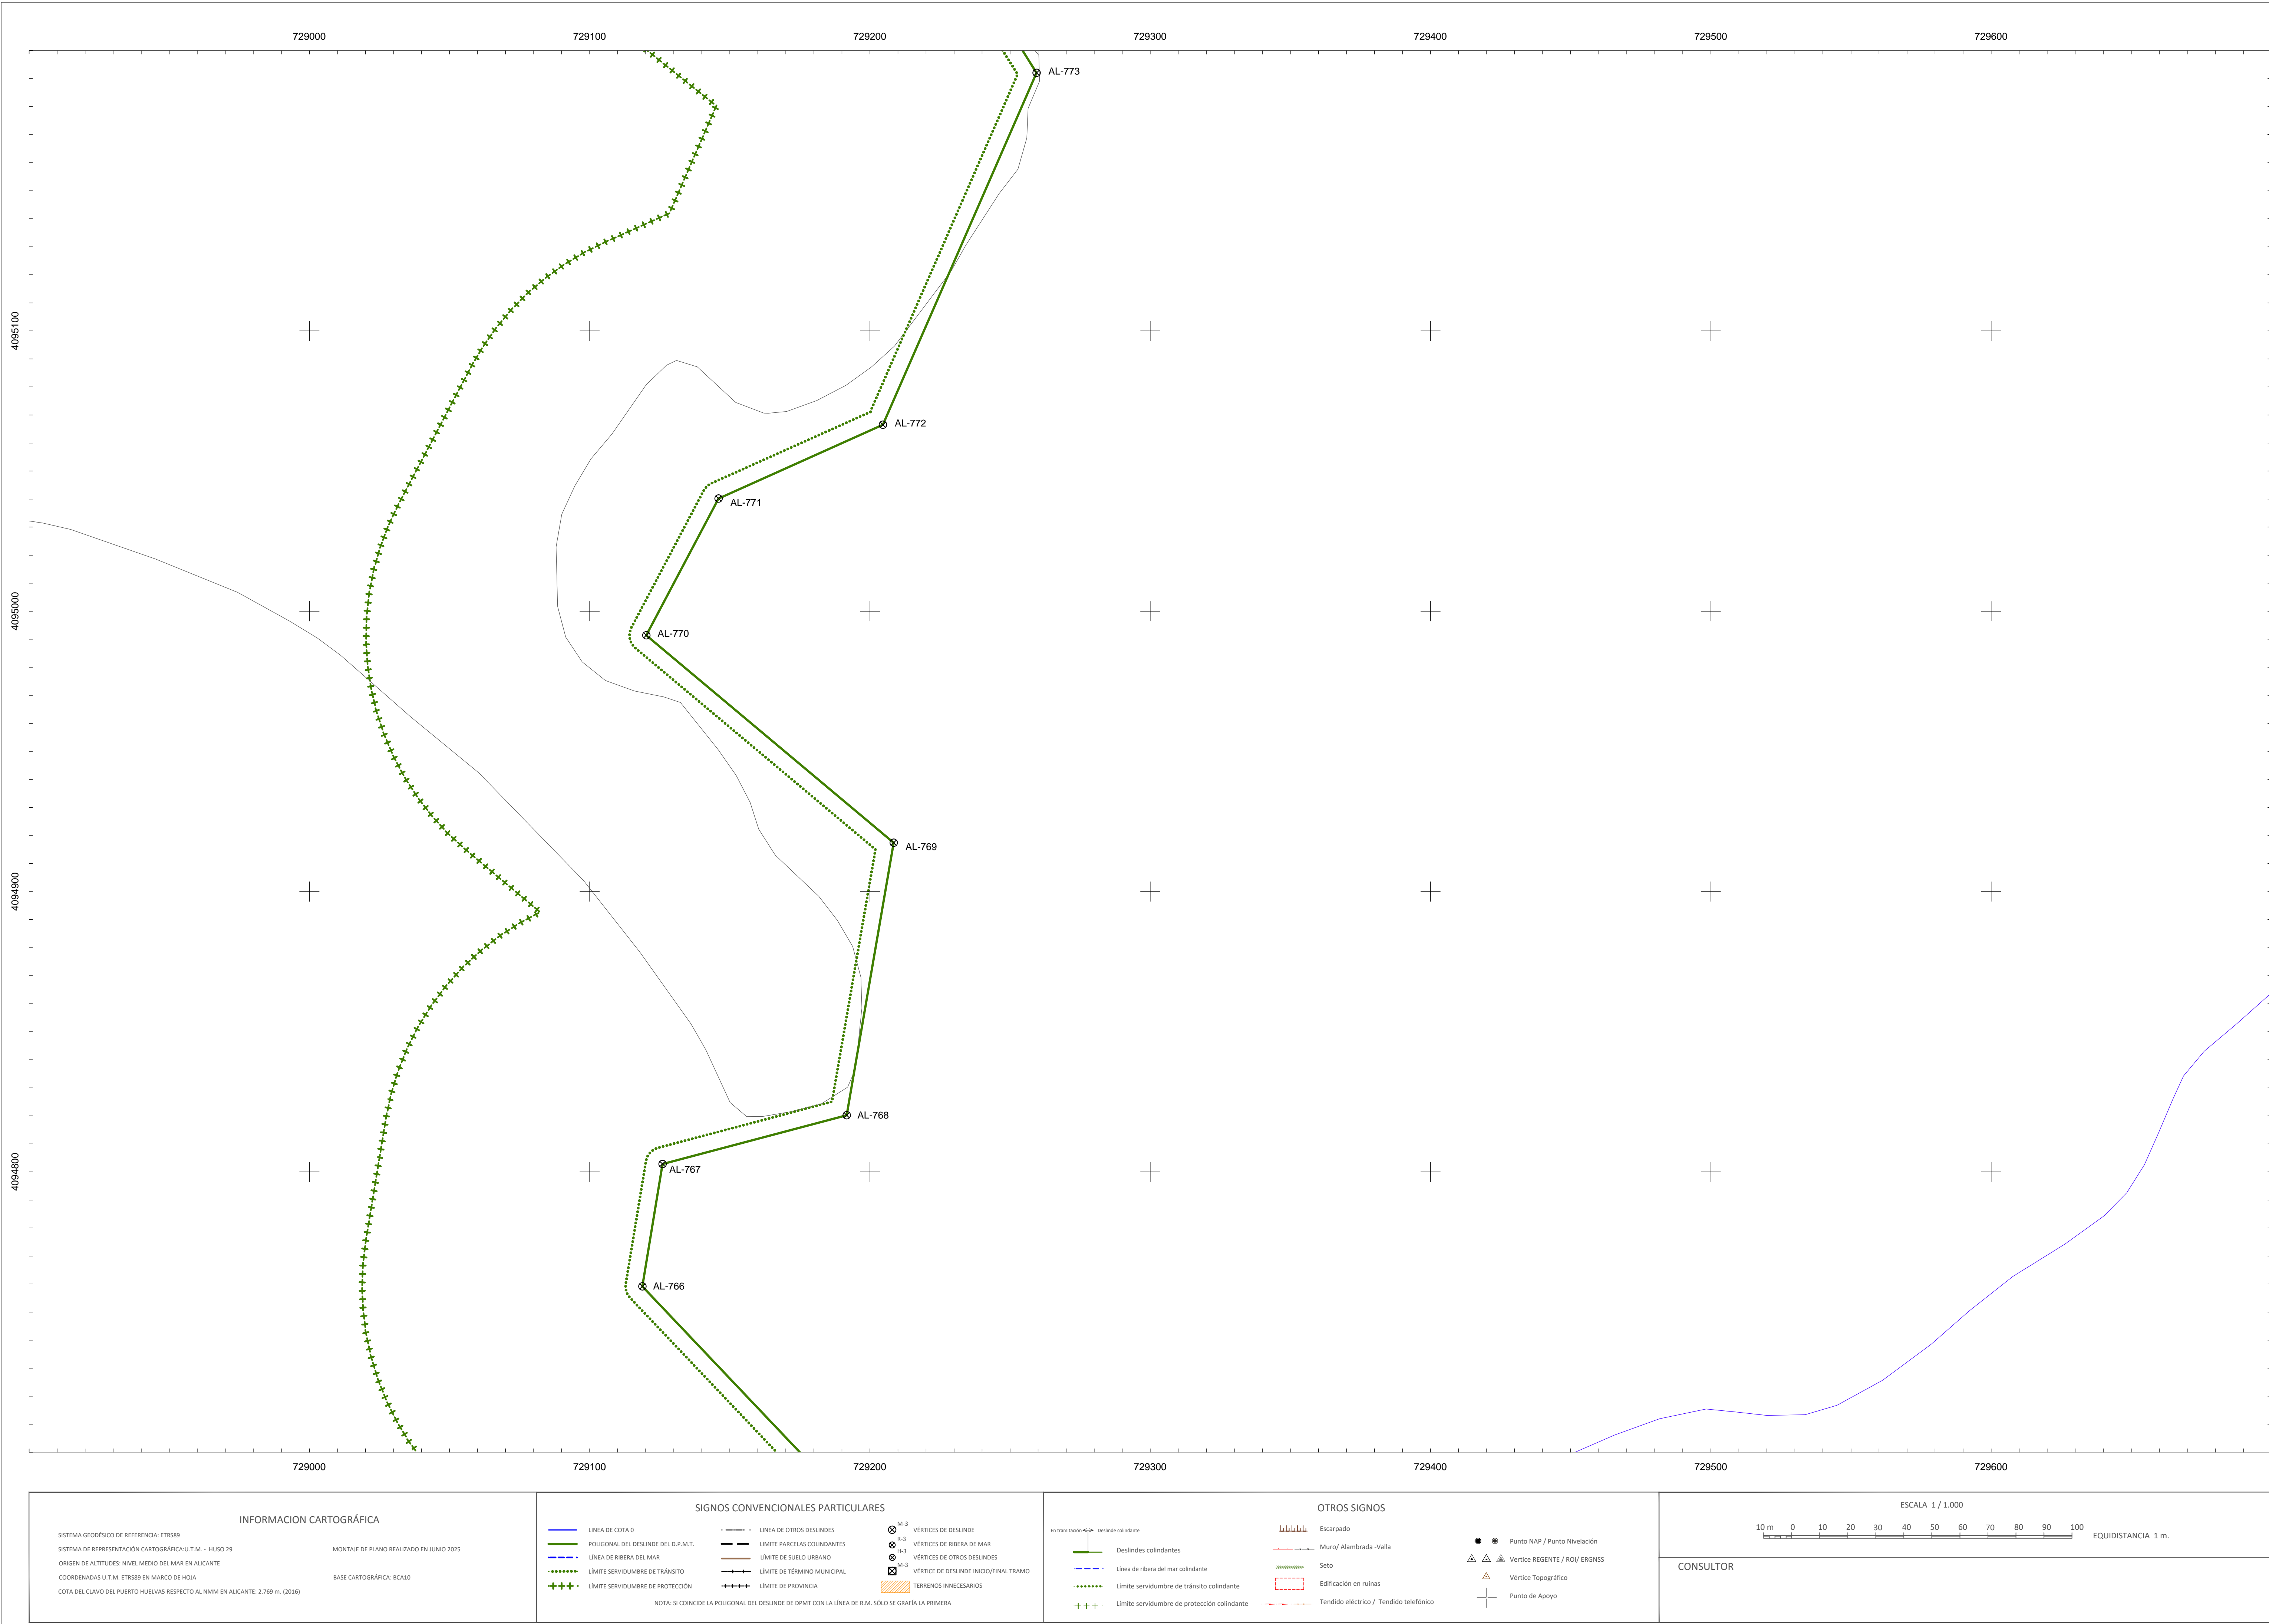 729000 729100 729200 729300 729400 729500 729600
AL-773
4095100
AL-772
AL-771
4095000
AL-770
AL-769
4094900
AL-768
4094800
AL-767
AL-766
729000 729100 729200 729300 729400 729500 729600
INFORMACION CARTOGRÁFICA
SISTEMA GEODÉSICO DE REFERENCIA: ETRS89
SISTEMA DE REPRESENTACIÓN CARTOGRÁFICA:U.T.M. - HUSO 29
MONTAJE DE PLANO REALIZADO EN JUNIO 2025
ORIGEN DE ALTITUDES: NIVEL MEDIO DEL MAR EN ALICANTE
COORDENADAS U.T.M. ETRS89 EN MARCO DE HOJA
BASE CARTOGRÁFICA: BCA10
COTA DEL CLAVO DEL PUERTO HUELVAS RESPECTO AL NMM EN ALICANTE: 2.769 m. (2016)
SIGNOS CONVENCIONALES PARTICULARES
LINEA DE COTA 0
POLIGONAL DEL DESLINDE DEL D.P.M.T.
LÍNEA DE RIBERA DEL MAR
LÍMITE SERVIDUMBRE DE TRÁNSITO
LÍMITE SERVIDUMBRE DE PROTECCIÓN
LINEA DE OTROS DESLINDES
LIMITE PARCELAS COLINDANTES
LÍMITE DE SUELO URBANO
LÍMITE DE TÉRMINO MUNICIPAL
LÍMITE DE PROVINCIA
M-3
VÉRTICES DE DESLINDE
R-3
VÉRTICES DE RIBERA DE MAR
H-3
VÉRTICES DE OTROS DESLINDES
M-3
VÉRTICE DE DESLINDE INICIO/FINAL TRAMO
TERRENOS INNECESARIOS
NOTA: SI COINCIDE LA POLIGONAL DEL DESLINDE DE DPMT CON LA LÍNEA DE R.M. SÓLO SE GRAFÍA LA PRIMERA
OTROS SIGNOS
En tramitación Deslinde colindante
Deslindes colindantes
Línea de ribera del mar colindante
Límite servidumbre de tránsito colindante
Límite servidumbre de protección colindante
Escarpado
Muro/ Alambrada -Valla
Seto
Edificación en ruinas
Tendido eléctrico / Tendido telefónico
Punto NAP / Punto Nivelación
Vertice REGENTE / ROI/ ERGNSS
Vértice Topográfico
Punto de Apoyo
ESCALA 1 / 1.000
10 m 0 10 20 30 40 50 60 70 80 90 100
EQUIDISTANCIA 1 m.
CONSULTOR